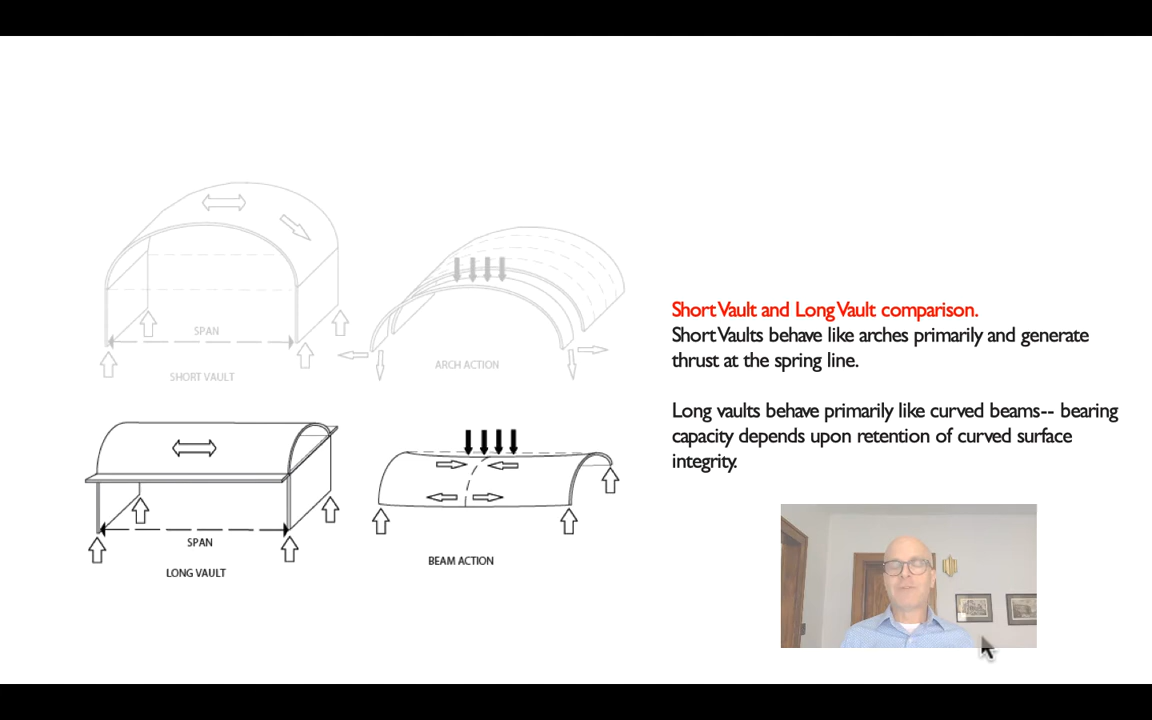 SPAN
SHORT VAULT
ARCH ACTION
SPAN
LONG VAULT
BEAM ACTION
Short Vault and Long Vault comparison.
Short Vaults behave like arches primarily and generate
thrust at the spring line.
Long vaults behave primarily like curved beams-- bearing
capacity depends upon retention of curved surface
integrity.